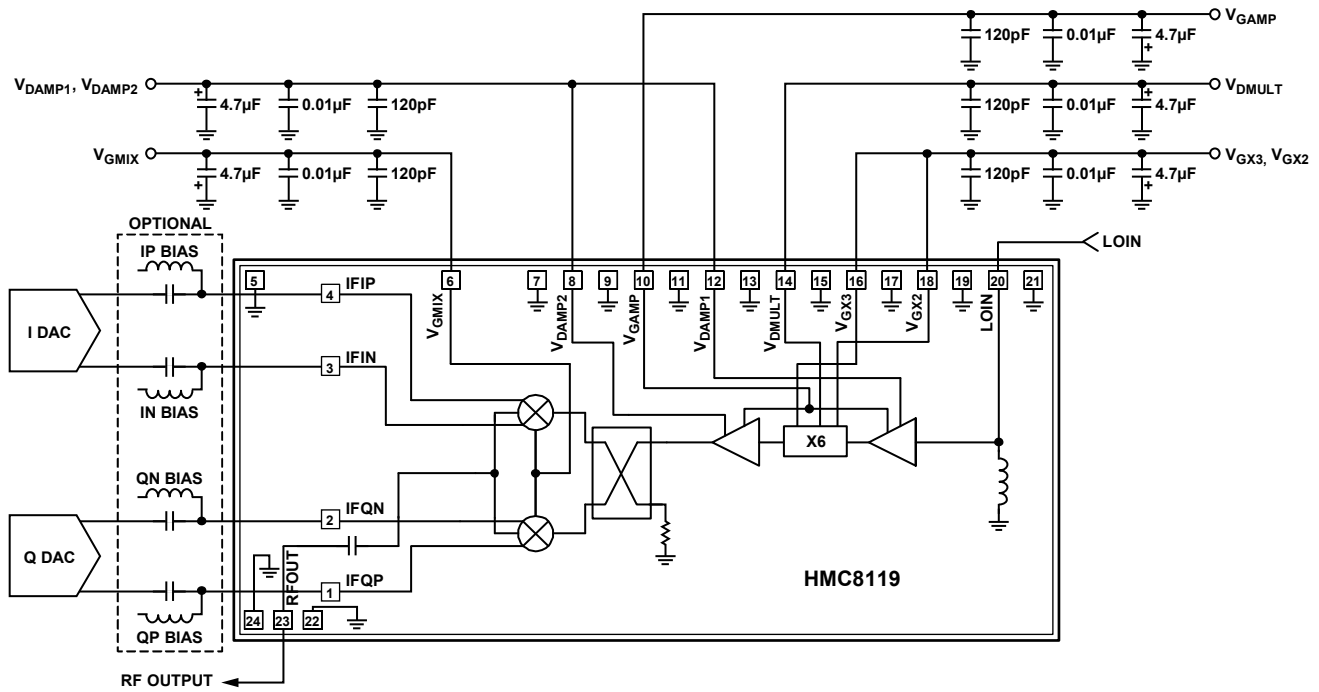 VGAMP
120pF 0.01µF 4.7µF
+
VDAMP1, VDAMP2
+
4.7µF 0.01µF 120pF
VDMULT
120pF 0.01µF 4.7µF
+
VGMIX
4.7µF 0.01µF 120pF
+
VGX3, VGX2
120pF 0.01µF 4.7µF
+
OPTIONAL
IP BIAS
LOIN
5 6 7 8 9 10 11 12 13 14 15 16 17 18 19 20 21
4 IFIP
I DAC
VGMIX
VDAMP2
VGAMP
VDAMP1
VDMULT
VGX3
VGX2
LOIN
3 IFIN
IN BIAS
X6
QN BIAS
2 IFQN
Q DAC
RFOUT
1 IFQP
HMC8119
24 23 22
QP BIAS
RF OUTPUT